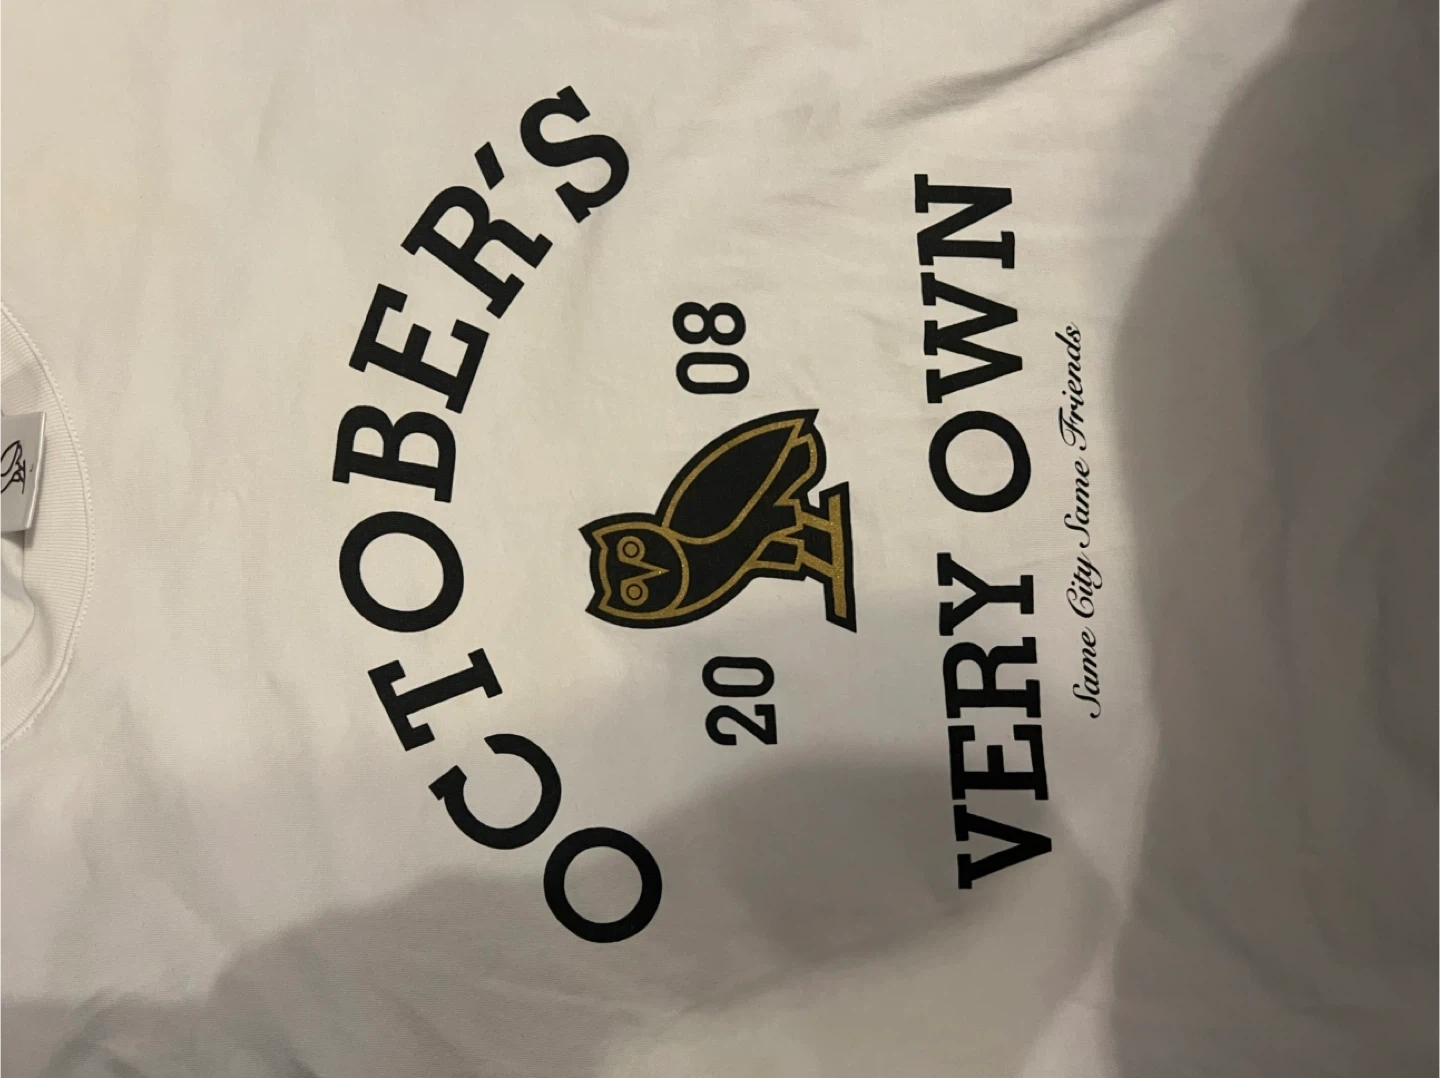 OCTOBER'S
20 08
VERY OWN
Same City Same Friends